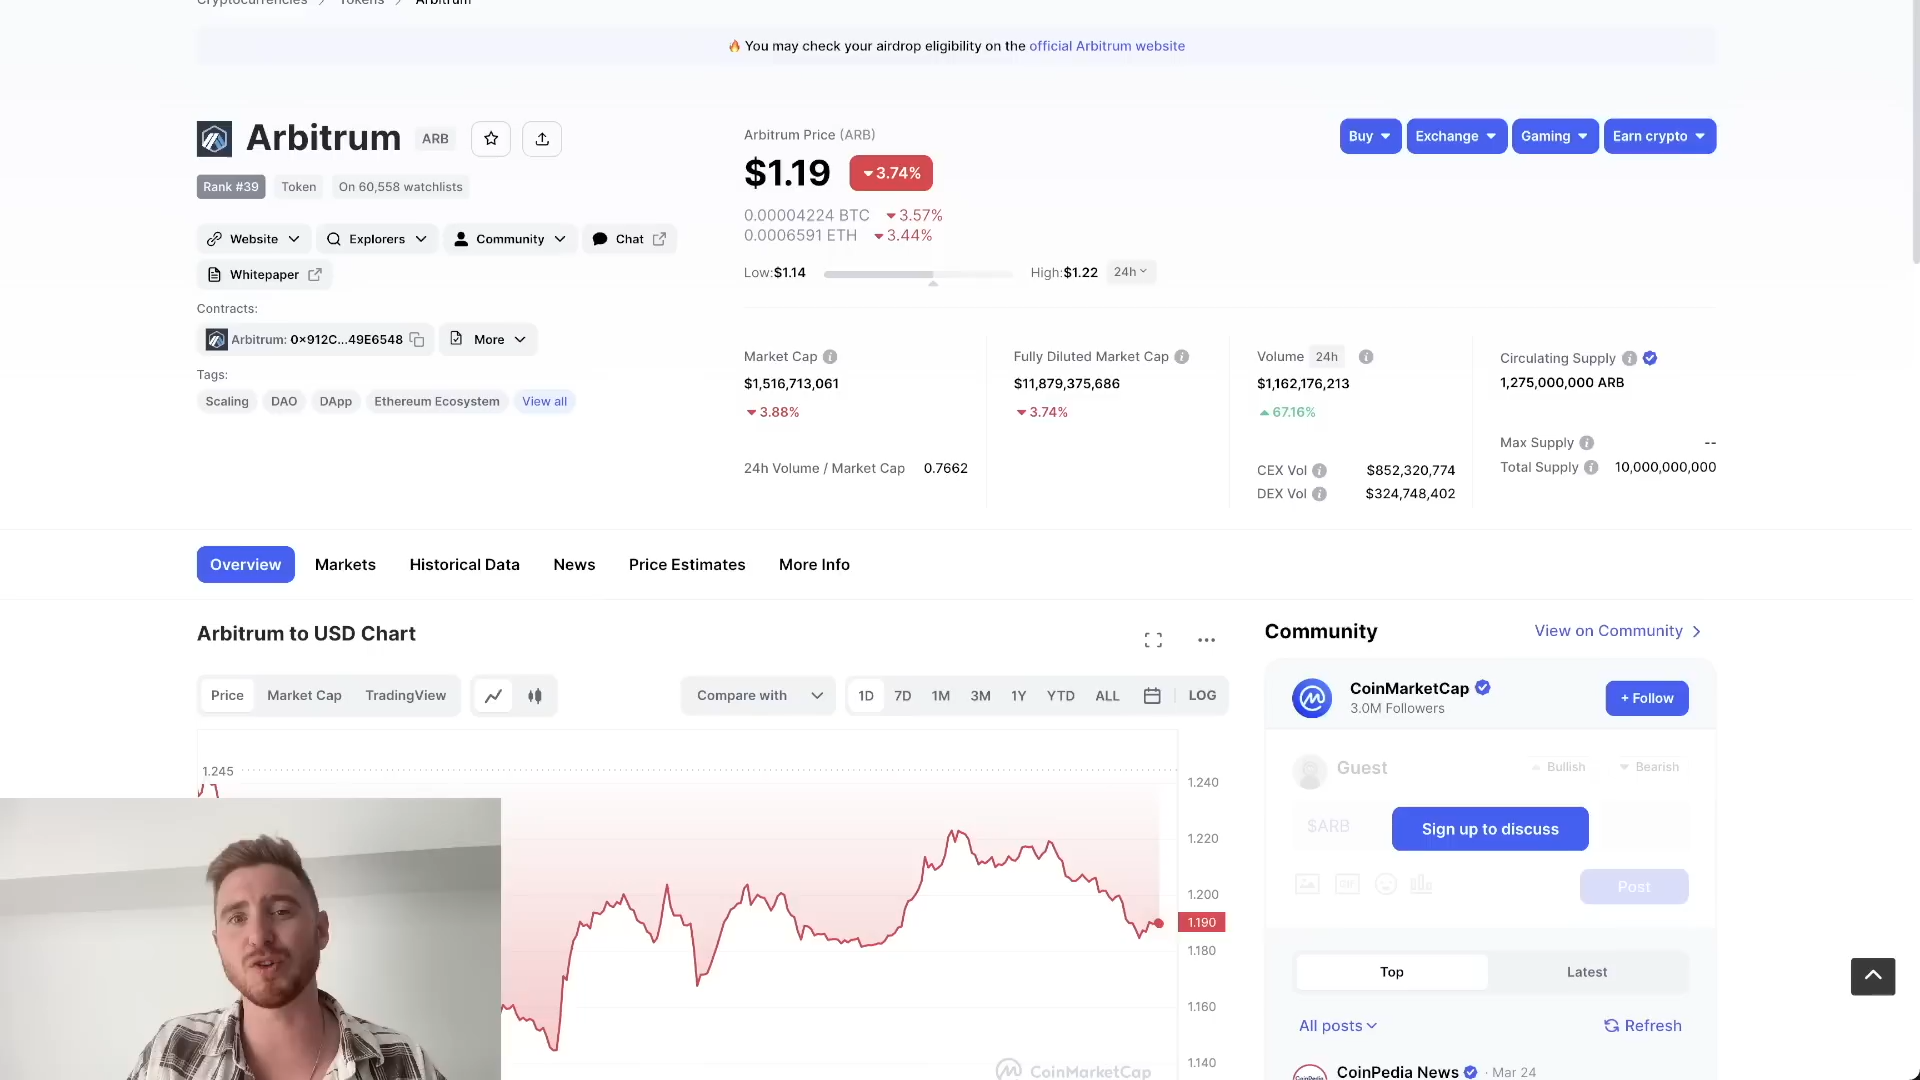 Cryptocurrencies > Tokens > Arbitrum
🔥 You may check your airdrop eligibility on the official Arbitrum website
Arbitrum ARB
Rank #39 Token On 60,558 watchlists
Website Explorers Community Chat
Whitepaper
Contracts:
Arbitrum: 0x912C...49E6548 More
Tags:
Scaling DAO DApp Ethereum Ecosystem View all
Arbitrum Price (ARB)
$1.19 3.74%
0.00004224 BTC 3.57%
0.0006591 ETH 3.44%
Low:$1.14 High:$1.22 24h
Buy Exchange Gaming Earn crypto
Market Cap
$1,516,713,061
3.88%
24h Volume / Market Cap 0.7662
Fully Diluted Market Cap
$11,879,375,686
3.74%
Volume 24h
$1,162,176,213
67.16%
CEX Vol $852,320,774
DEX Vol $324,748,402
Circulating Supply
1,275,000,000 ARB
Max Supply --
Total Supply 10,000,000,000
Overview Markets Historical Data News Price Estimates More Info
Arbitrum to USD Chart
Price Market Cap TradingView Compare with 1D 7D 1M 3M 1Y YTD ALL LOG
1.245
1.240
1.220
1.200
1.190
1.180
1.160
1.140
CoinMarketCap
Community View on Community
CoinMarketCap
3.0M Followers
+ Follow
Guest Bullish Bearish
$ARB
Sign up to discuss
GIF
Post
Top Latest
All posts Refresh
CoinPedia News · Mar 24